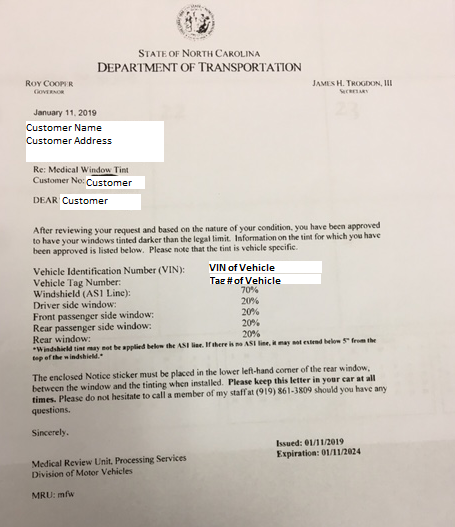 STATE OF NORTH CAROLINA
DEPARTMENT OF TRANSPORTATION
ROY COOPER JAMES H. TROGDON, III
GOVERNOR SECRETARY
January 11, 2019
Customer Name
Customer Address
Re: Medical Window Tint
Customer No: Customer
DEAR Customer
After reviewing your request and based on the nature of your condition, you have been approved
to have your windows tinted darker than the legal limit. Information on the tint for which you have
been approved is listed below. Please note that the tint is vehicle specific.
Vehicle Identification Number (VIN): VIN of Vehicle
Vehicle Tag Number: Tag # of Vehicle
Windshield (AS1 Line): 70%
Driver side window: 20%
Front passenger side window: 20%
Rear passenger side window: 20%
Rear window: 20%
*Windshield tint may not be applied below the AS1 line. If there is no AS1 line, it may not extend below 5" from the
top of the windshield.*
The enclosed Notice sticker must be placed in the lower left-hand corner of the rear window,
between the window and the tinting when installed. Please keep this letter in your car at all
times. Please do not hesitate to call a member of my staff at (919) 861-3809 should you have any
questions.
Sincerely,
Issued: 01/11/2019
Expiration: 01/11/2024
Medical Review Unit, Processing Services
Division of Motor Vehicles
MRU: mfw